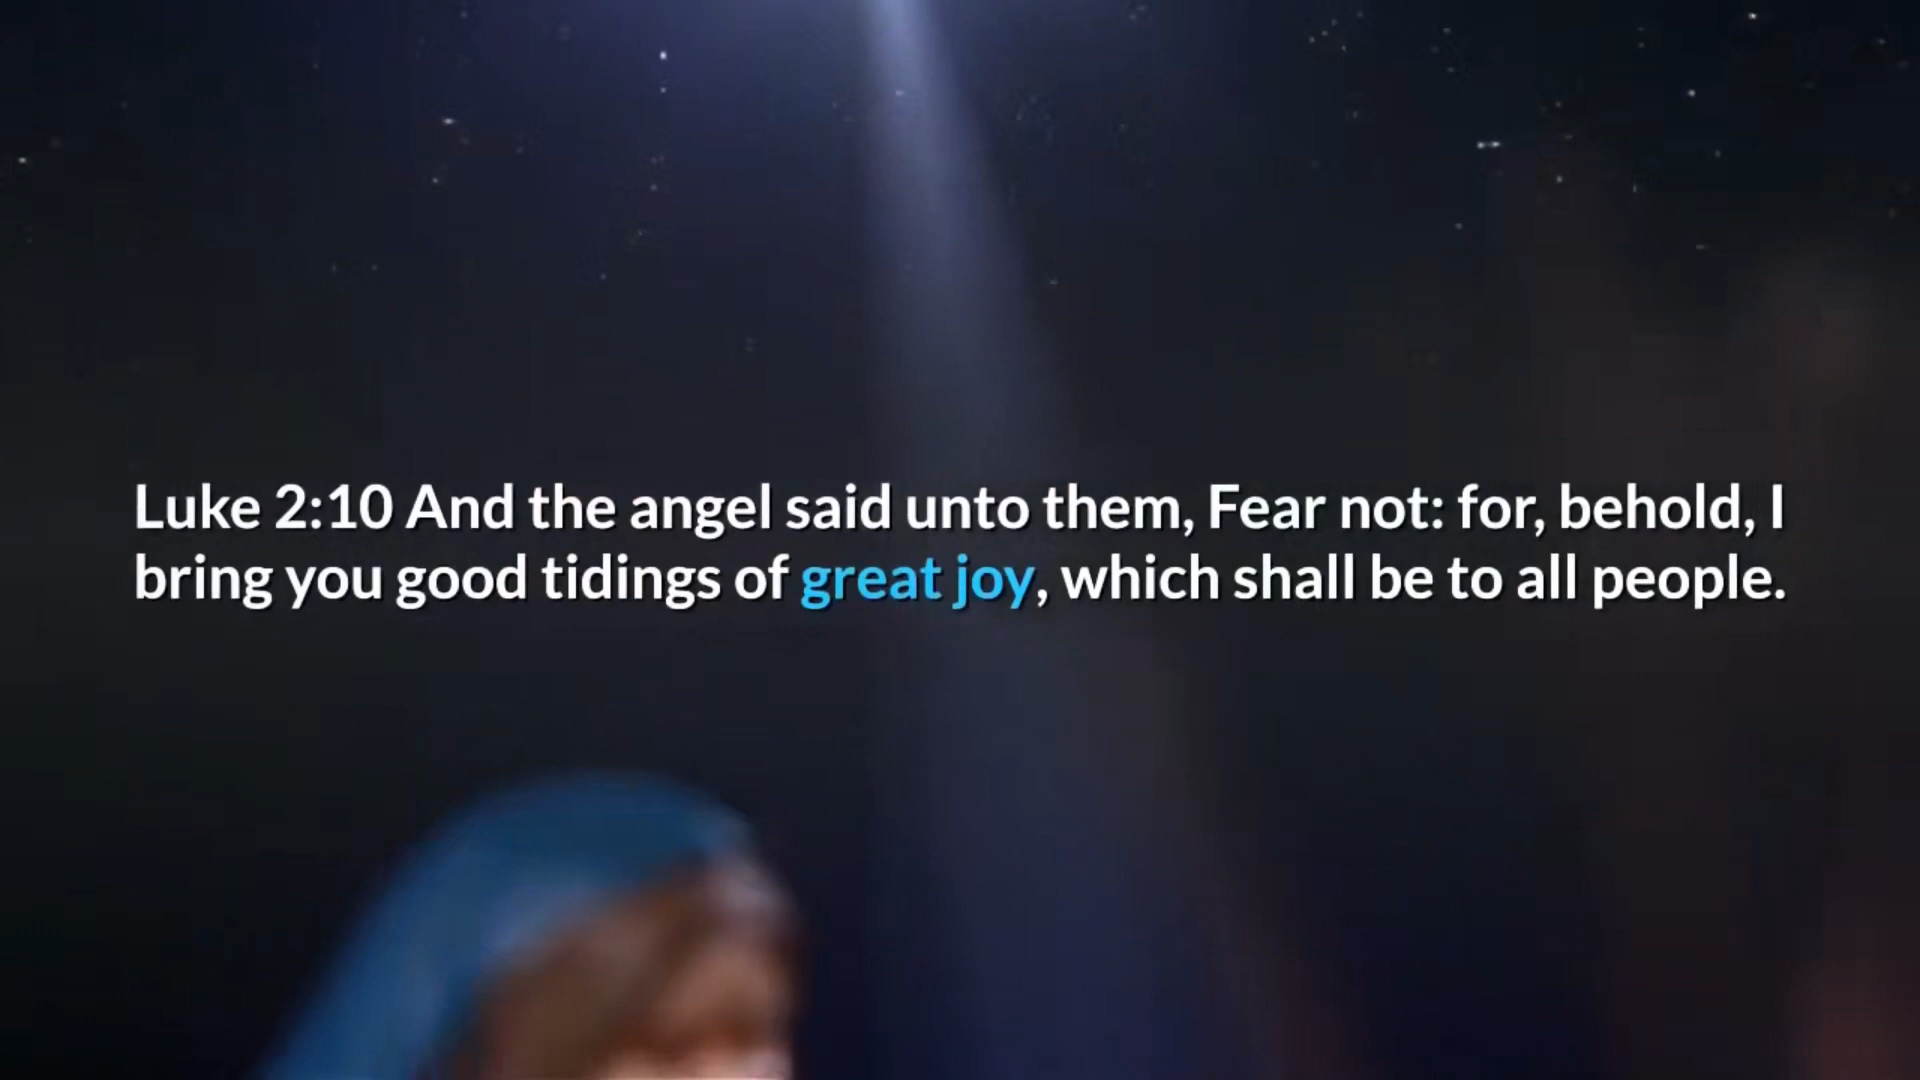 Luke 2:10 And the angel said unto them, Fear not: for, behold, I
bring you good tidings of great joy, which shall be to all people.